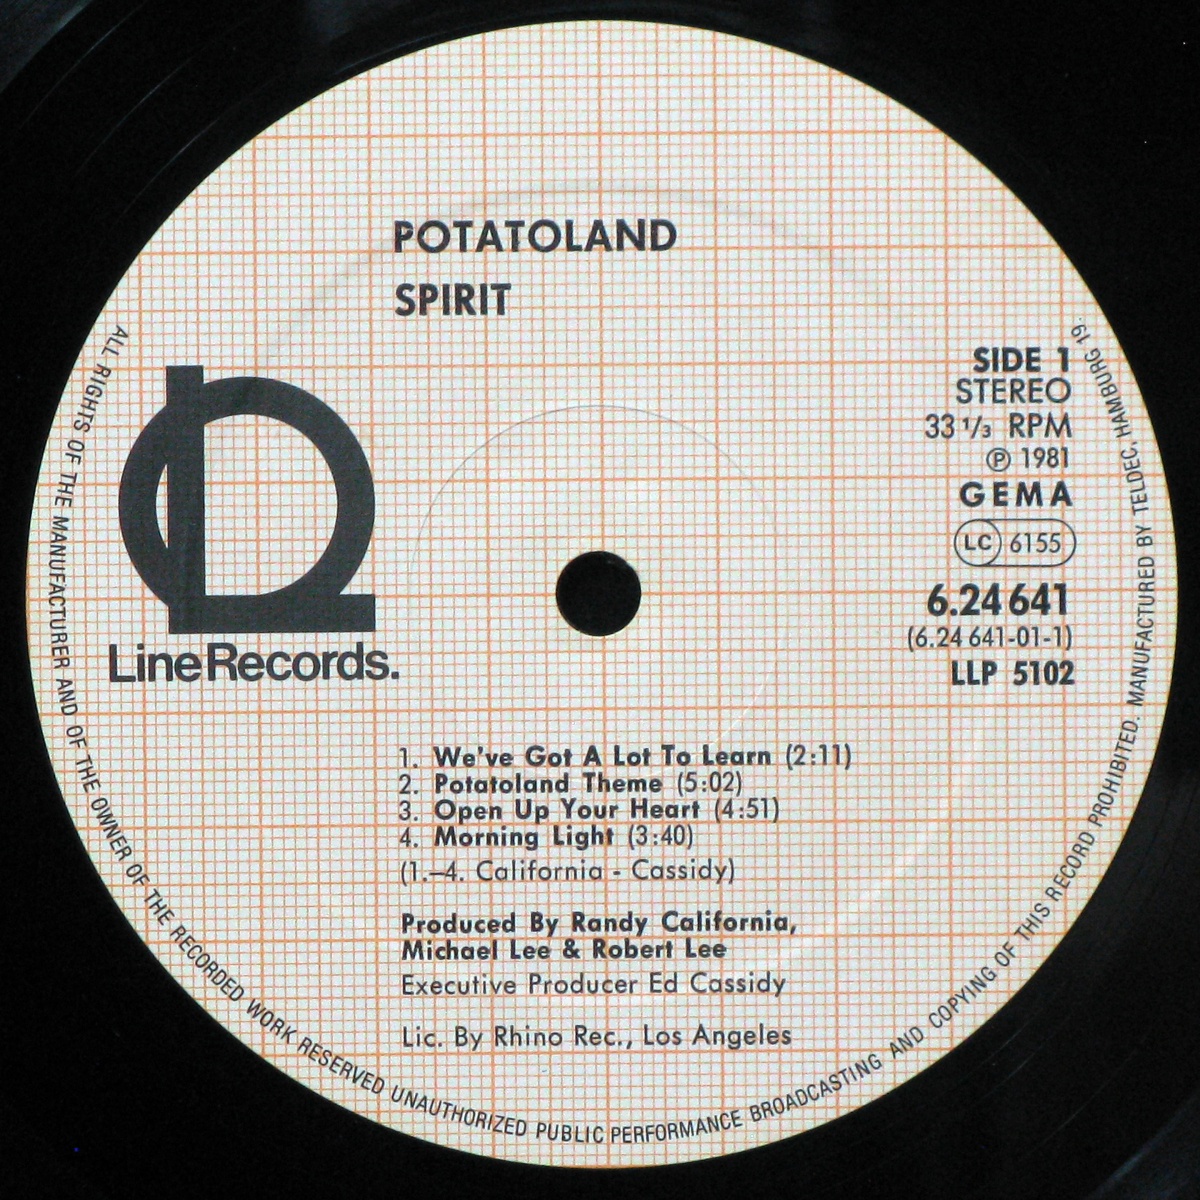 POTATOLAND
SPIRIT
SIDE 1
STEREO
33 1/3 RPM
℗ 1981
GEMA
LC 6155
6.24 641
(6.24 641-01-1)
LLP 5102
LineRecords.
1. We've Got A Lot To Learn (2:11)
2. Potatoland Theme (5:02)
3. Open Up Your Heart (4:51)
4. Morning Light (3:40)
(1.–4. California - Cassidy)
Produced By Randy California,
Michael Lee & Robert Lee
Executive Producer Ed Cassidy
Lic. By Rhino Rec., Los Angeles
ALL RIGHTS OF THE MANUFACTURER AND OF THE OWNER OF THE RECORDED WORK RESERVED UNAUTHORIZED PUBLIC PERFORMANCE BROADCASTING AND COPYING OF THIS RECORD PROHIBITED. MANUFACTURED BY TELDEC, HAMBURG 19.